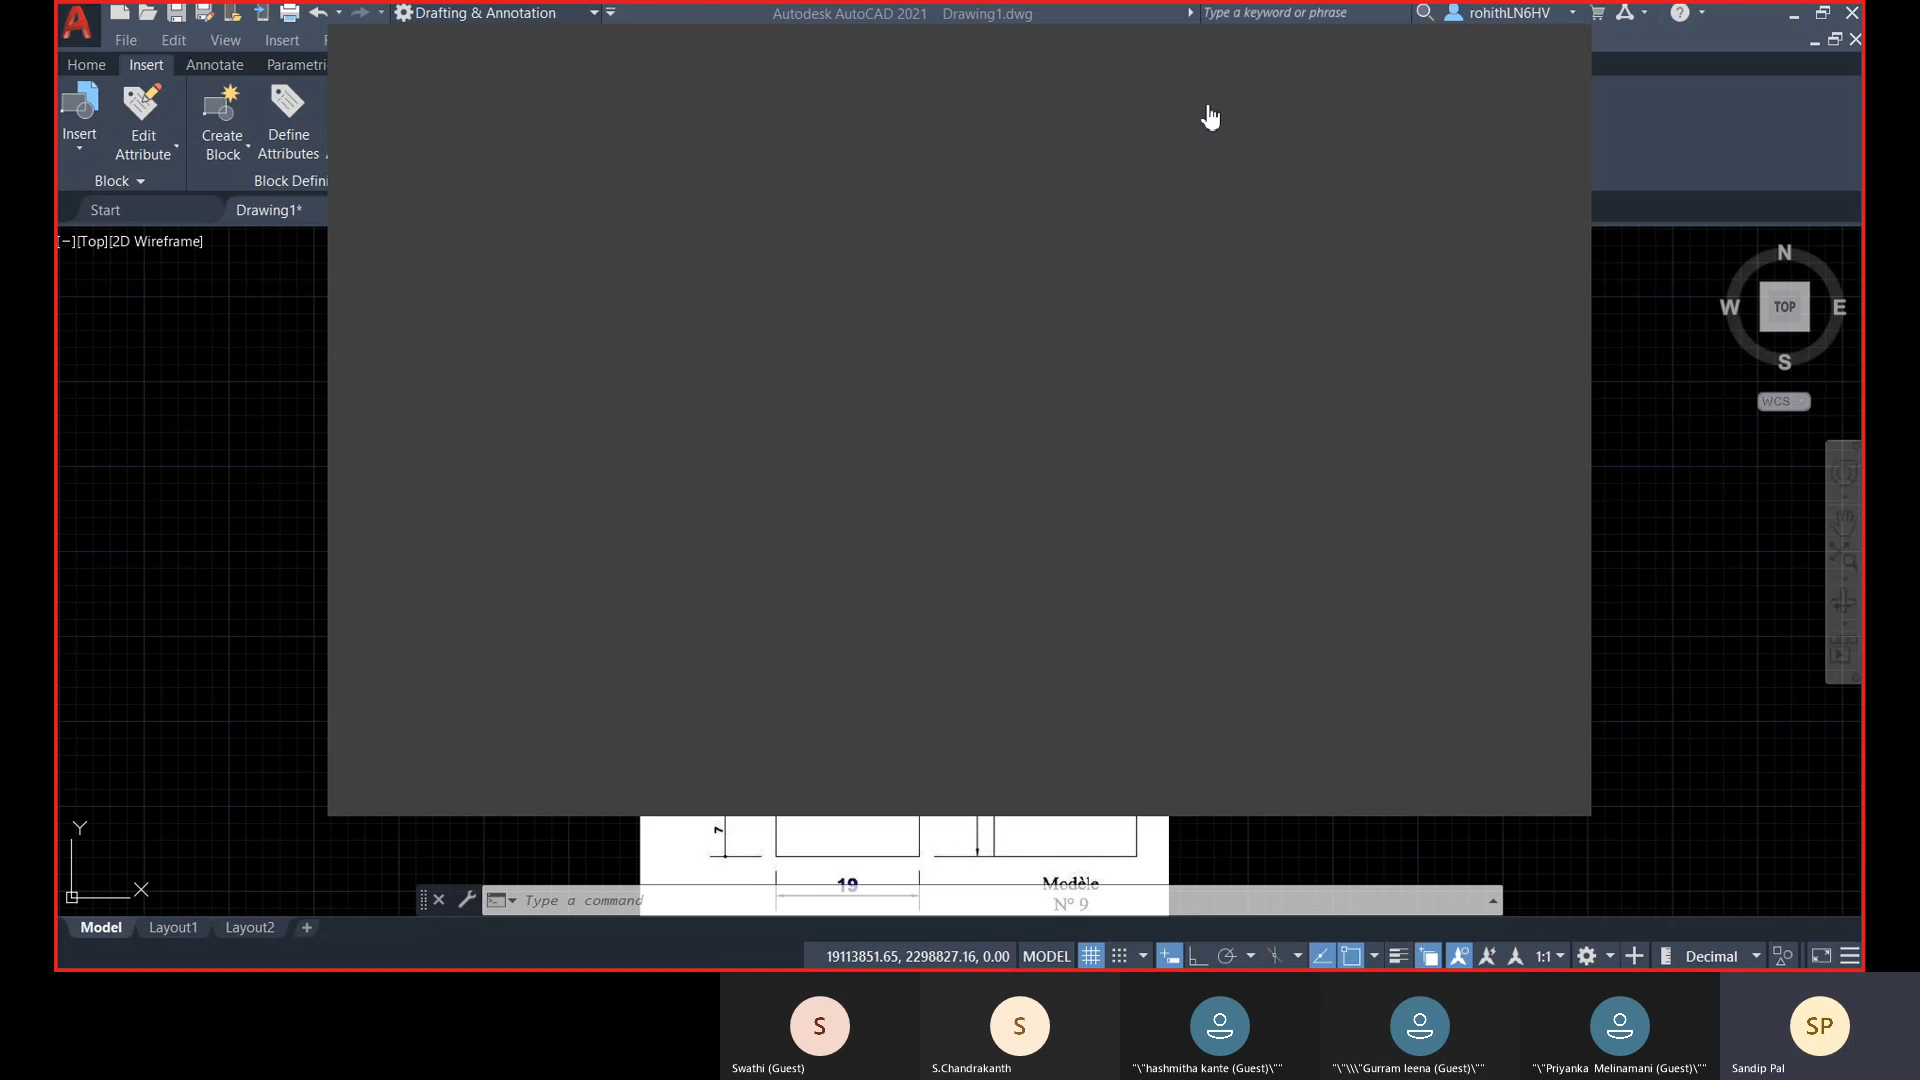 A
Drafting & Annotation
Autodesk AutoCAD 2021 Drawing1.dwg
Type a keyword or phrase
rohithLN6HV
?
File Edit View Insert
Home Insert Annotate Parametri
Insert
Edit
Attribute
Create
Block
Define
Attributes
Block
Block Defini
Start
Drawing1*
[−][Top][2D Wireframe]
N
W
TOP
E
S
WCS
7
19
Modèle
N° 9
Y
X
Type a command
Model Layout1 Layout2 +
19113851.65, 2298827.16, 0.00
MODEL
1:1
Decimal
S
S
SP
Swathi (Guest)
S.Chandrakanth
"\"hashmitha kante (Guest)\""
"\"\\\"Gurram leena (Guest)\""
"\"Priyanka Melinamani (Guest)\""
Sandip Pal